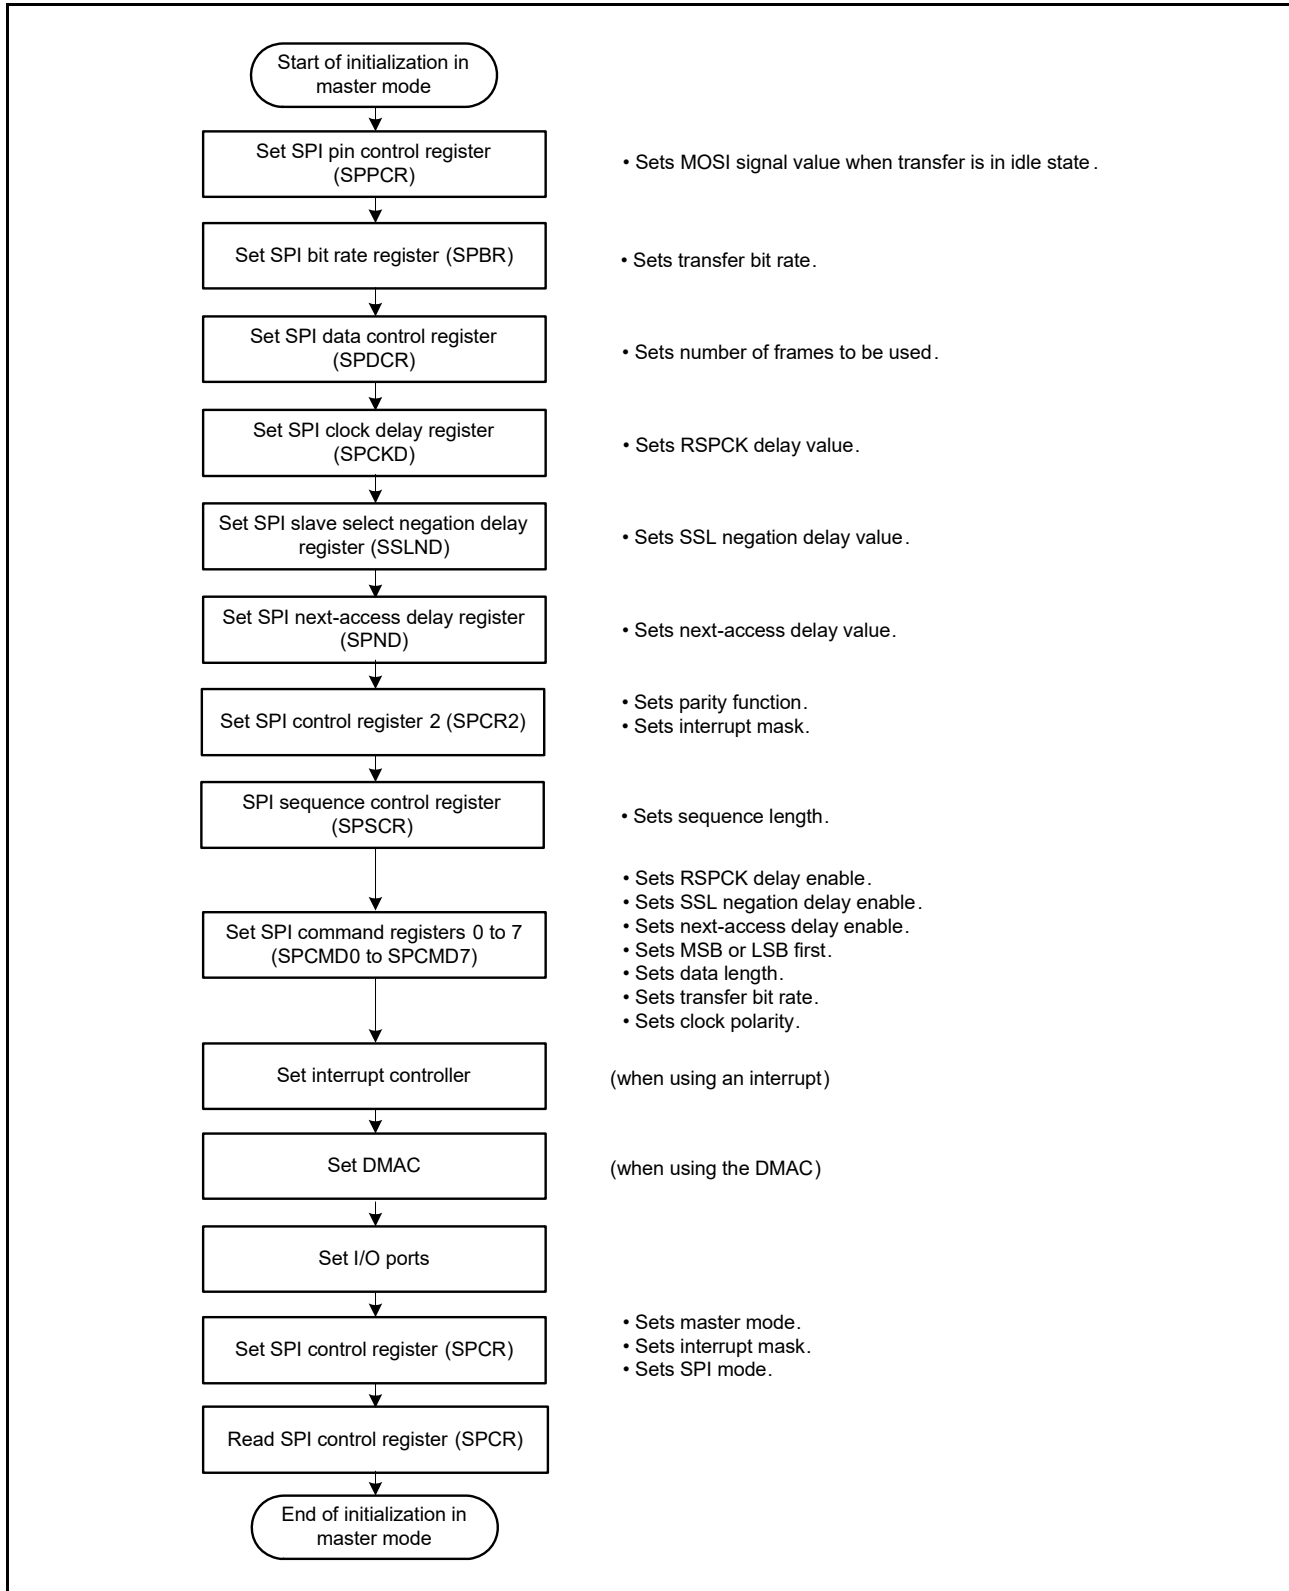 Start of initialization in
master mode
Set SPI pin control register
(SPPCR)
• Sets MOSI signal value when transfer is in idle state.
Set SPI bit rate register (SPBR)
• Sets transfer bit rate.
Set SPI data control register
(SPDCR)
• Sets number of frames to be used.
Set SPI clock delay register
(SPCKD)
• Sets RSPCK delay value.
Set SPI slave select negation delay
register (SSLND)
• Sets SSL negation delay value.
Set SPI next-access delay register
(SPND)
• Sets next-access delay value.
Set SPI control register 2 (SPCR2)
• Sets parity function.
• Sets interrupt mask.
SPI sequence control register
(SPSCR)
• Sets sequence length.
Set SPI command registers 0 to 7
(SPCMD0 to SPCMD7)
• Sets RSPCK delay enable.
• Sets SSL negation delay enable.
• Sets next-access delay enable.
• Sets MSB or LSB first.
• Sets data length.
• Sets transfer bit rate.
• Sets clock polarity.
Set interrupt controller
(when using an interrupt)
Set DMAC
(when using the DMAC)
Set I/O ports
Set SPI control register (SPCR)
• Sets master mode.
• Sets interrupt mask.
• Sets SPI mode.
Read SPI control register (SPCR)
End of initialization in
master mode